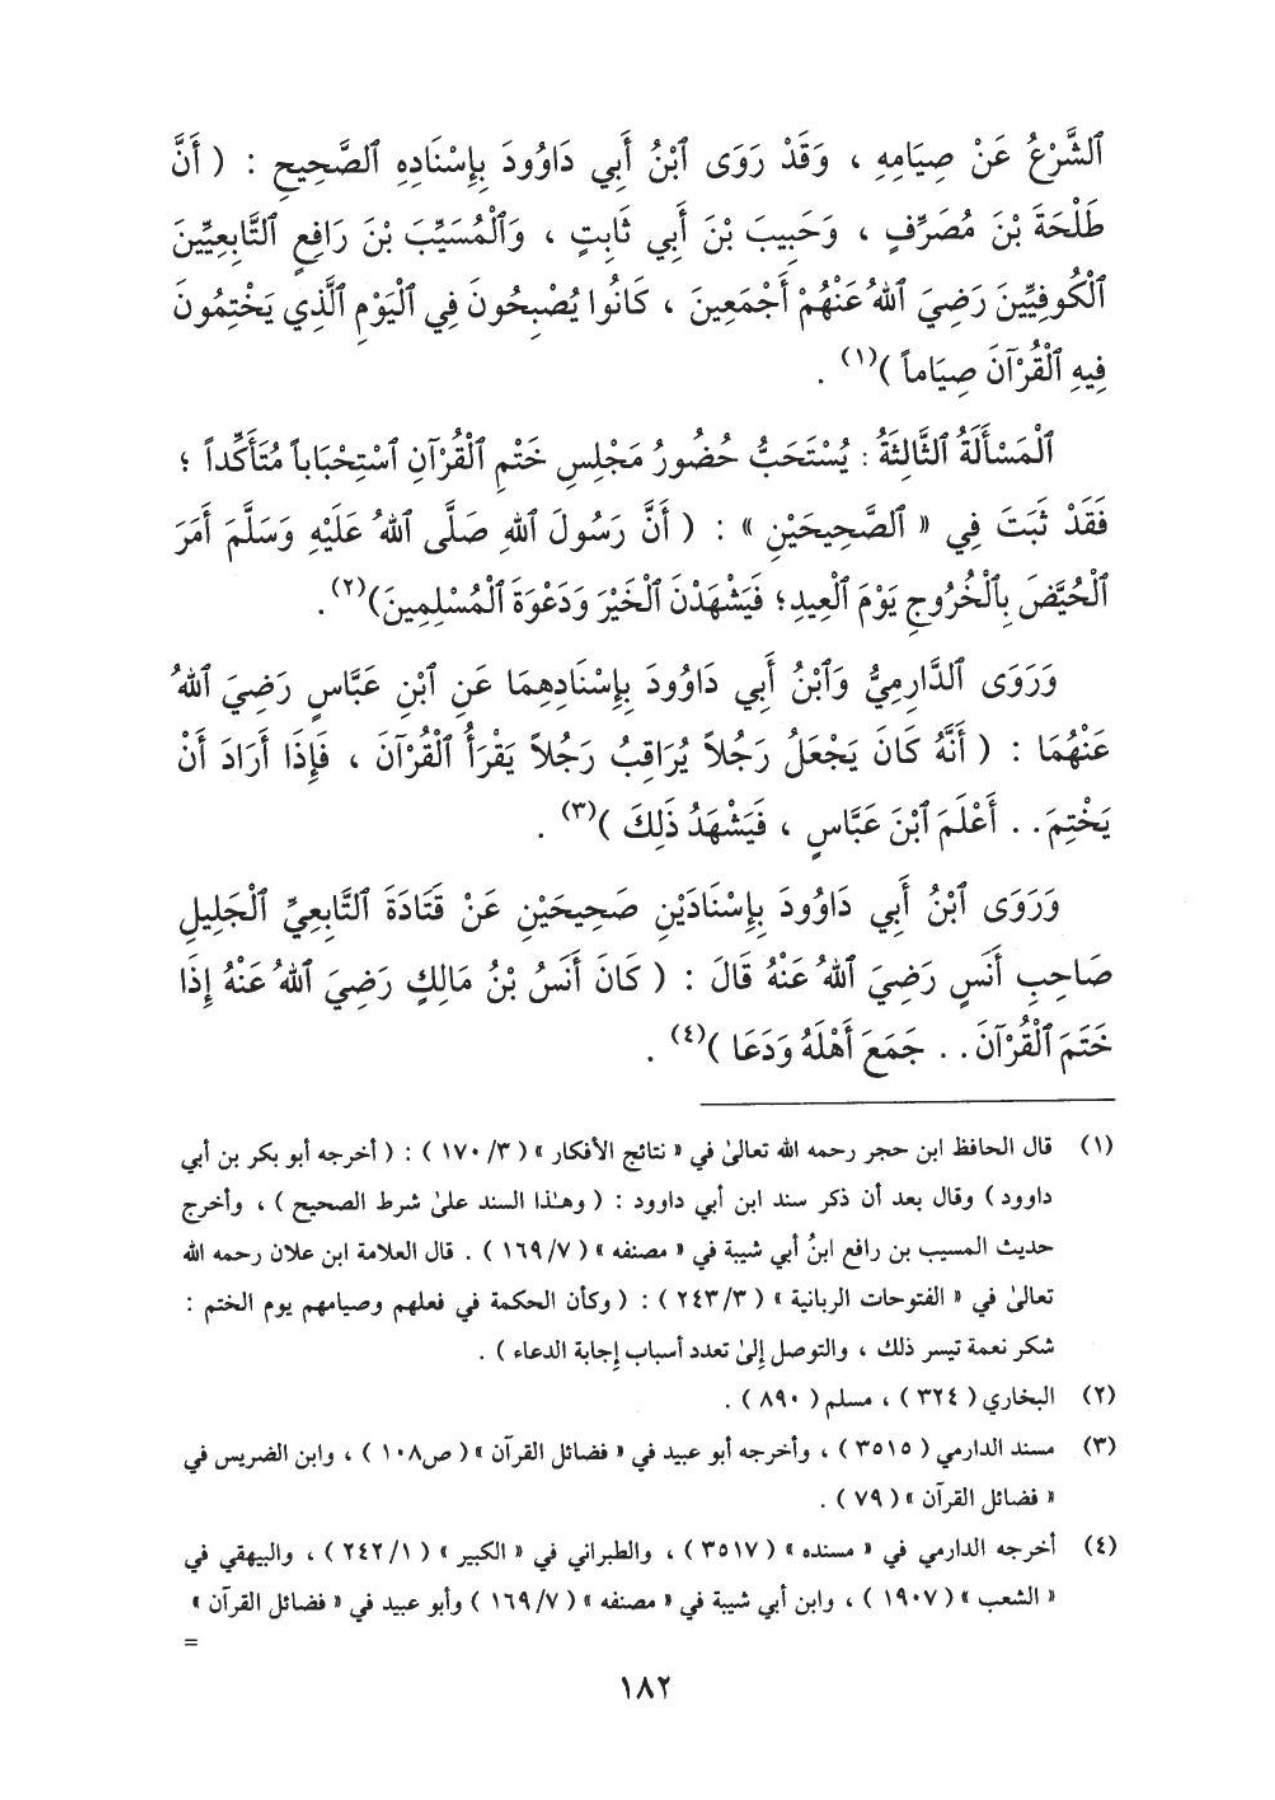 ٱلشَّرْعُ عَنْ صِيَامِهِ ، وَقَدْ رَوَى ٱبْنُ أَبِي دَاوُودَ بِإِسْنَادِهِ ٱلصَّحِيحِ : ( أَنَّ
طَلْحَةَ بْنَ مُصَرِّفٍ ، وَحَبِيبَ بْنَ أَبِي ثَابِتٍ ، وَٱلْمُسَيِّبَ بْنَ رَافِعٍ ٱلتَّابِعِيِّينَ
ٱلْكُوفِيِّينَ رَضِيَ ٱللهُ عَنْهُمْ أَجْمَعِينَ ، كَانُوا يُصْبِحُونَ فِي ٱلْيَوْمِ ٱلَّذِي يَخْتِمُونَ
فِيهِ ٱلْقُرْآنَ صِيَاماً )(١) .
ٱلْمَسْأَلَةُ ٱلثَّالِثَةُ : يُسْتَحَبُّ حُضُورُ مَجْلِسِ خَتْمِ ٱلْقُرْآنِ ٱسْتِحْبَاباً مُتَأَكِّداً ؛
فَقَدْ ثَبَتَ فِي « ٱلصَّحِيحَيْنِ » : ( أَنَّ رَسُولَ ٱللهِ صَلَّى ٱللهُ عَلَيْهِ وَسَلَّمَ أَمَرَ
ٱلْحُيَّضَ بِٱلْخُرُوجِ يَوْمَ ٱلْعِيدِ؛ فَيَشْهَدْنَ ٱلْخَيْرَ وَدَعْوَةَ ٱلْمُسْلِمِينَ)(٢).
وَرَوَى ٱلدَّارِمِيُّ وَٱبْنُ أَبِي دَاوُودَ بِإِسْنَادِهِمَا عَنِ ٱبْنِ عَبَّاسٍ رَضِيَ ٱللهُ
عَنْهُمَا : ( أَنَّهُ كَانَ يَجْعَلُ رَجُلاً يُرَاقِبُ رَجُلاً يَقْرَأُ ٱلْقُرْآنَ ، فَإِذَا أَرَادَ أَنْ
يَخْتِمَ . . أَعْلَمَ ٱبْنَ عَبَّاسٍ ، فَيَشْهَدُ ذَلِكَ )(٣) .
وَرَوَى ٱبْنُ أَبِي دَاوُودَ بِإِسْنَادَيْنِ صَحِيحَيْنِ عَنْ قَتَادَةَ ٱلتَّابِعِيِّ ٱلْجَلِيلِ
صَاحِبِ أَنَسٍ رَضِيَ ٱللهُ عَنْهُ قَالَ : ( كَانَ أَنَسُ بْنُ مَالِكٍ رَضِيَ ٱللهُ عَنْهُ إِذَا
خَتَمَ ٱلْقُرْآنَ . . جَمَعَ أَهْلَهُ وَدَعَا )(٤) .
(١) قال الحافظ ابن حجر رحمه الله تعالىٰ في « نتائج الأفكار » ( ٣/ ١٧٠ ) : ( أخرجه أبو بكر بن أبي
داوود ) وقال بعد أن ذكر سند ابن أبي داوود : ( وهٰذا السند علىٰ شرط الصحيح ) ، وأخرج
حديث المسيب بن رافع ابنُ أبي شيبة في « مصنفه » ( ٧/ ١٦٩ ) . قال العلامة ابن علان رحمه الله
تعالىٰ في « الفتوحات الربانية » ( ٣/ ٢٤٣ ) : ( وكأن الحكمة في فعلهم وصيامهم يوم الختم :
شكر نعمة تيسر ذلك ، والتوصل إلىٰ تعدد أسباب إجابة الدعاء ) .
(٢) البخاري ( ٣٢٤ ) ، مسلم ( ٨٩٠ ) .
(٣) مسند الدارمي ( ٣٥١٥ ) ، وأخرجه أبو عبيد في « فضائل القرآن » ( ص١٠٨ ) ، وابن الضريس في
« فضائل القرآن » ( ٧٩ ) .
(٤) أخرجه الدارمي في « مسنده » ( ٣٥١٧ ) ، والطبراني في « الكبير » ( ١/ ٢٤٢ ) ، والبيهقي في
« الشعب » ( ١٩٠٧ ) ، وابن أبي شيبة في « مصنفه » ( ٧/ ١٦٩ ) وأبو عبيد في « فضائل القرآن »
=
١٨٢